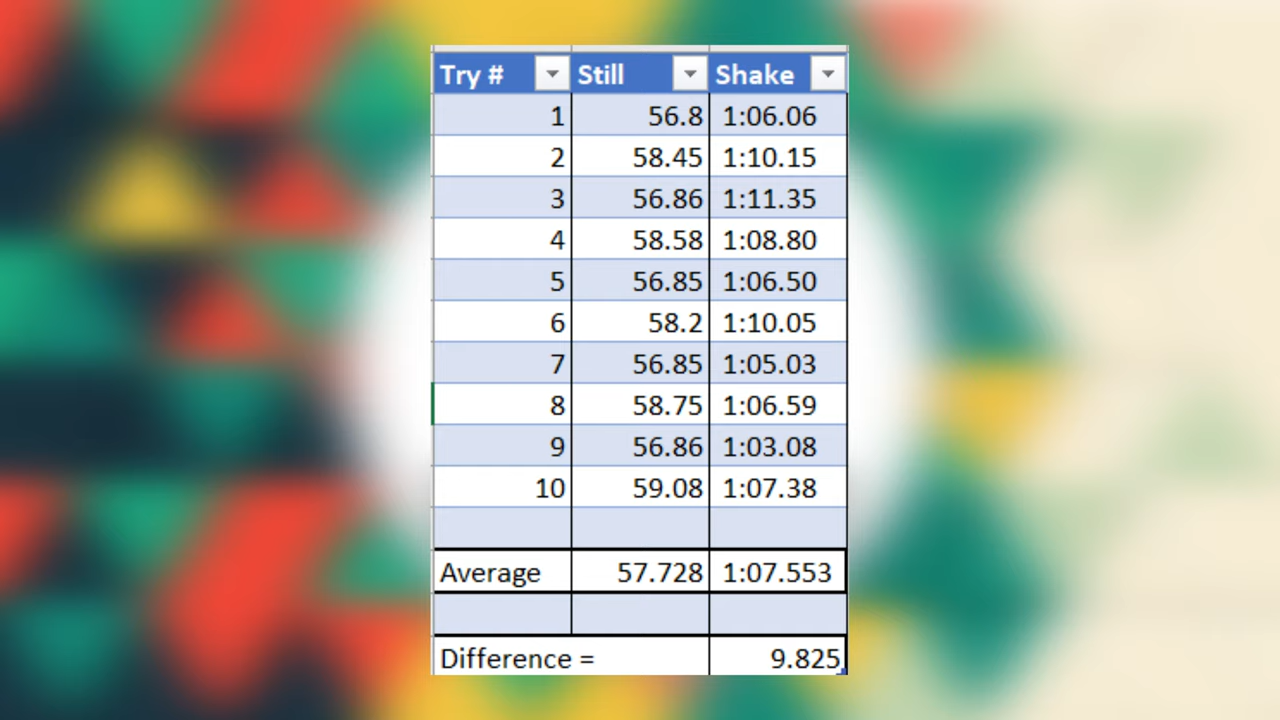 Try # Still Shake
1 56.8 1:06.06
2 58.45 1:10.15
3 56.86 1:11.35
4 58.58 1:08.80
5 56.85 1:06.50
6 58.2 1:10.05
7 56.85 1:05.03
8 58.75 1:06.59
9 56.86 1:03.08
10 59.08 1:07.38
Average 57.728 1:07.553
Difference = 9.825